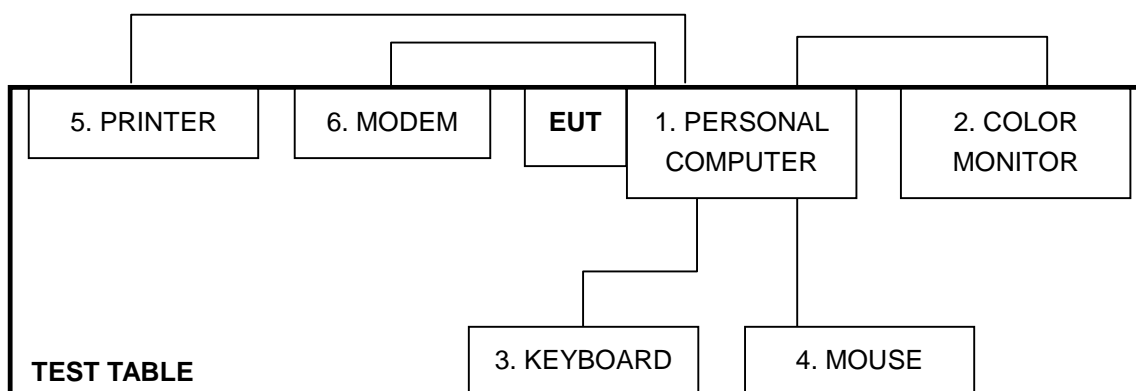 5. PRINTER
6. MODEM
EUT
1. PERSONAL
COMPUTER
2. COLOR
MONITOR
3. KEYBOARD
4. MOUSE
TEST TABLE